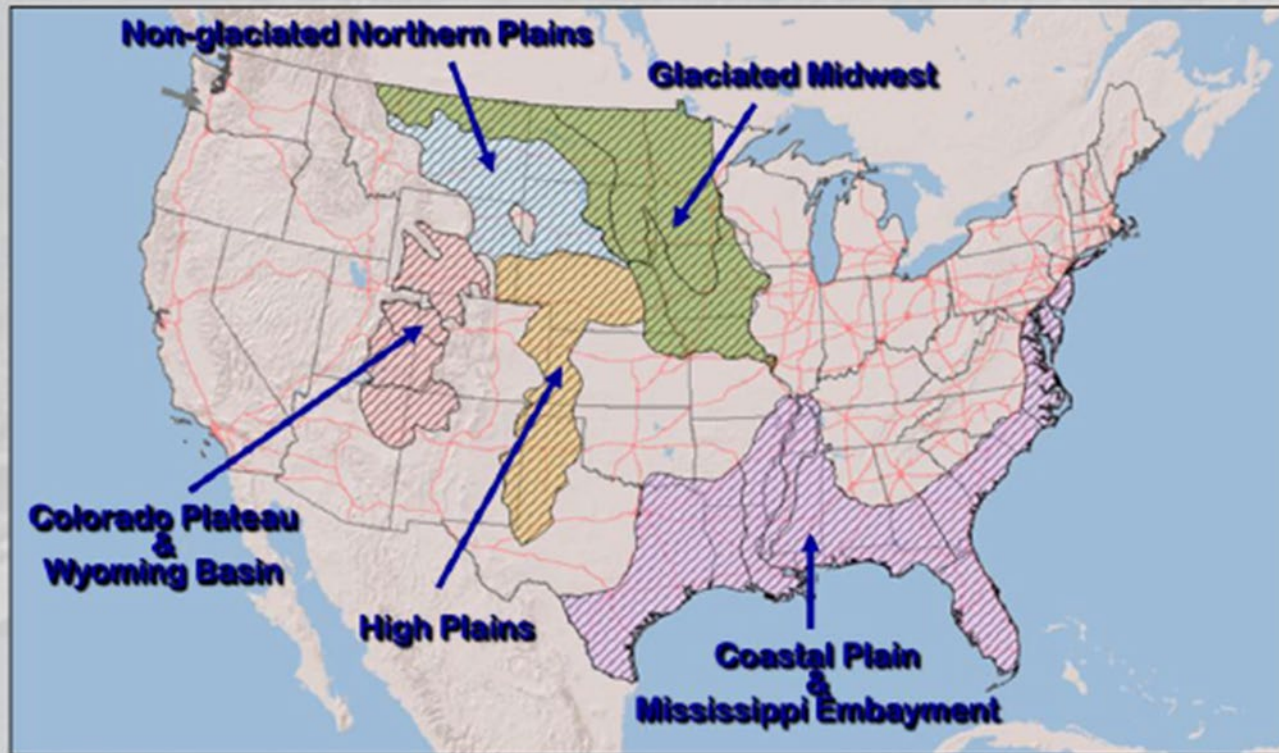 Non-glaciated Northern Plains
Glaciated Midwest
Colorado Plateau
&
Wyoming Basin
High Plains
Coastal Plain
&
Mississippi Embayment